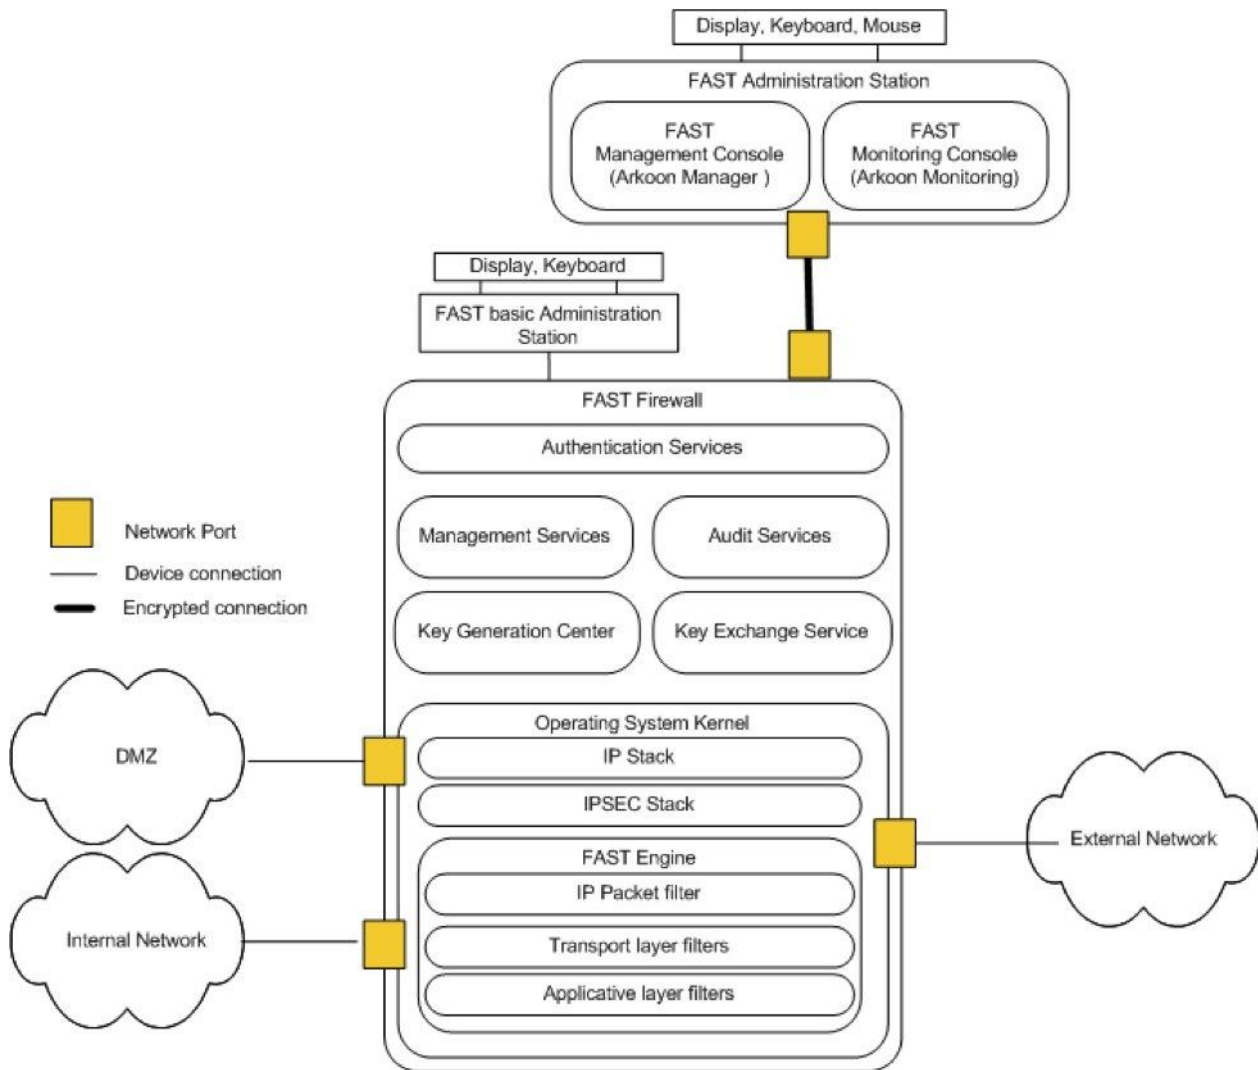 Display, Keyboard, Mouse
FAST Administration Station
FAST
Management Console
(Arkoon Manager )
FAST
Monitoring Console
(Arkoon Monitoring)
Display, Keyboard
FAST basic Administration
Station
FAST Firewall
Authentication Services
Management Services
Audit Services
Key Generation Center
Key Exchange Service
Network Port
Device connection
Encrypted connection
Operating System Kernel
IP Stack
IPSEC Stack
FAST Engine
IP Packet filter
Transport layer filters
Applicative layer filters
DMZ
Internal Network
External Network